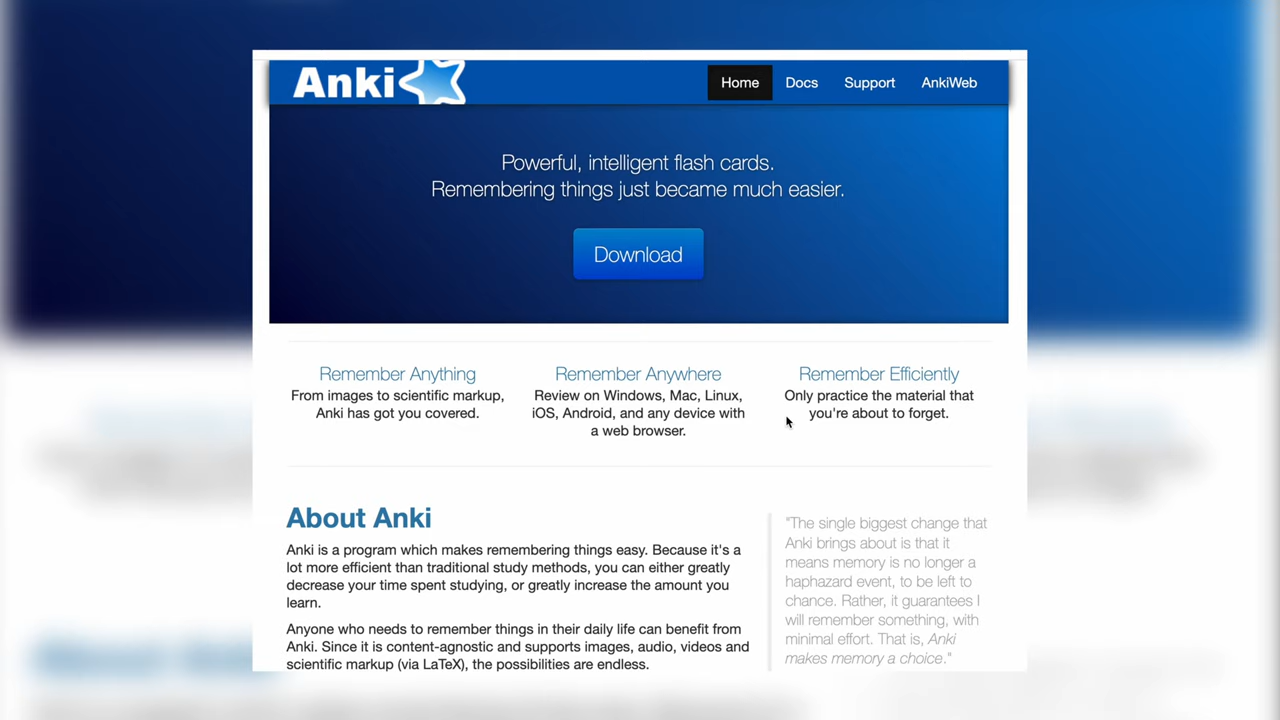 Anki
Home Docs Support AnkiWeb
Powerful, intelligent flash cards.
Remembering things just became much easier.
Download
Remember Anything
From images to scientific markup,
Anki has got you covered.
Remember Anywhere
Review on Windows, Mac, Linux,
iOS, Android, and any device with
a web browser.
Remember Efficiently
Only practice the material that
you're about to forget.
About Anki
Anki is a program which makes remembering things easy. Because it's a
lot more efficient than traditional study methods, you can either greatly
decrease your time spent studying, or greatly increase the amount you
learn.
Anyone who needs to remember things in their daily life can benefit from
Anki. Since it is content-agnostic and supports images, audio, videos and
scientific markup (via LaTeX), the possibilities are endless.
"The single biggest change that
Anki brings about is that it
means memory is no longer a
haphazard event, to be left to
chance. Rather, it guarantees I
will remember something, with
minimal effort. That is, Anki
makes memory a choice."